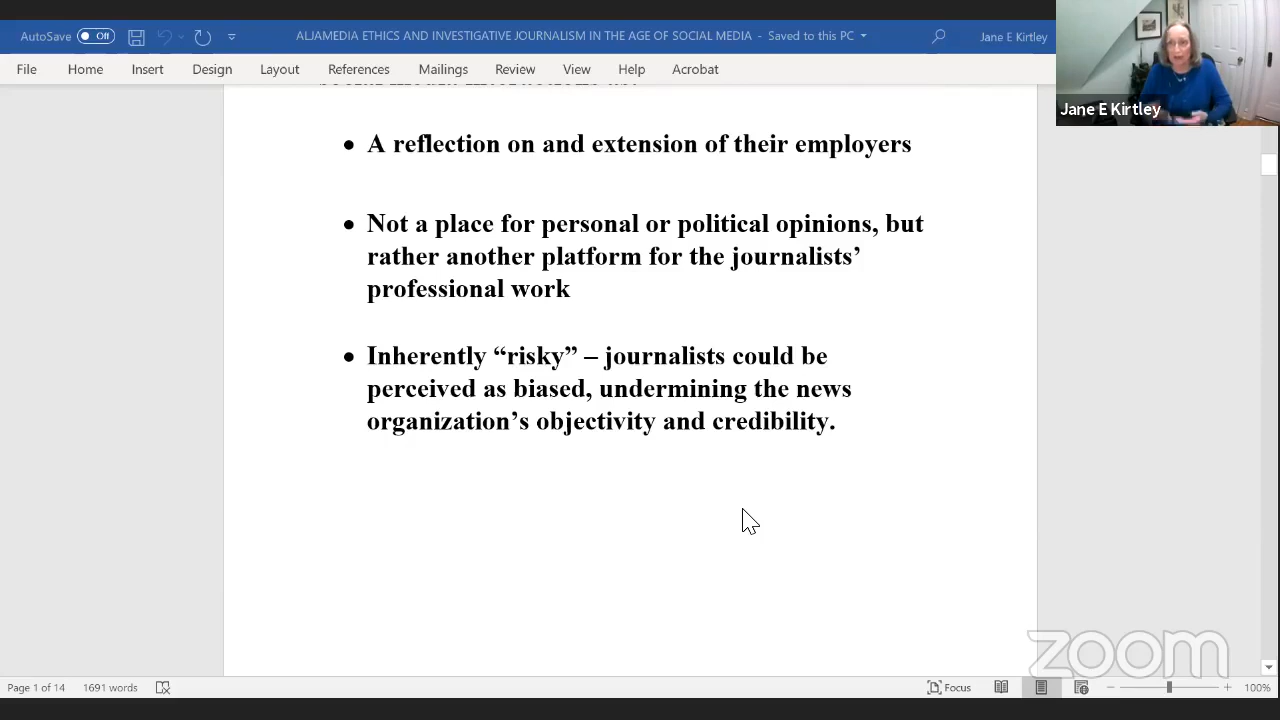 AutoSave Off ALJAMEDIA ETHICS AND INVESTIGATIVE JOURNALISM IN THE AGE OF SOCIAL MEDIA - Saved to this PC Jane E Kirtley
File Home Insert Design Layout References Mailings Review View Help Acrobat
Jane E Kirtley
• A reflection on and extension of their employers
• Not a place for personal or political opinions, but
rather another platform for the journalists’
professional work
• Inherently “risky” – journalists could be
perceived as biased, undermining the news
organization’s objectivity and credibility.
zoom
Page 1 of 14 1691 words Focus 100%